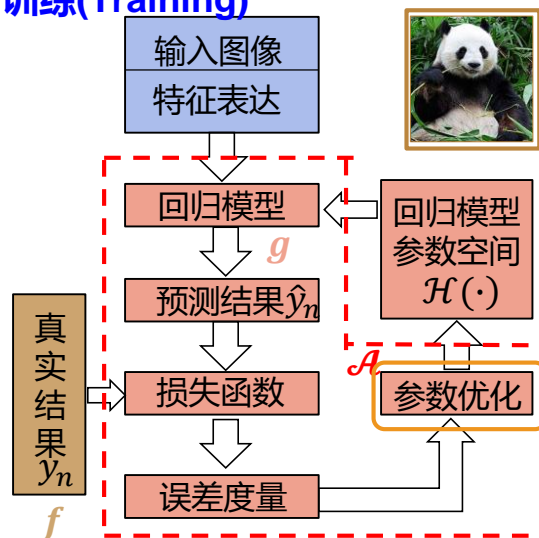 训练(Training)
输入图像
特征表达
回归模型
g
预测结果ŷₙ
损失函数
误差度量
真
实
结
果
yₙ
f
回归模型
参数空间
ℋ(·)
𝒜
参数优化